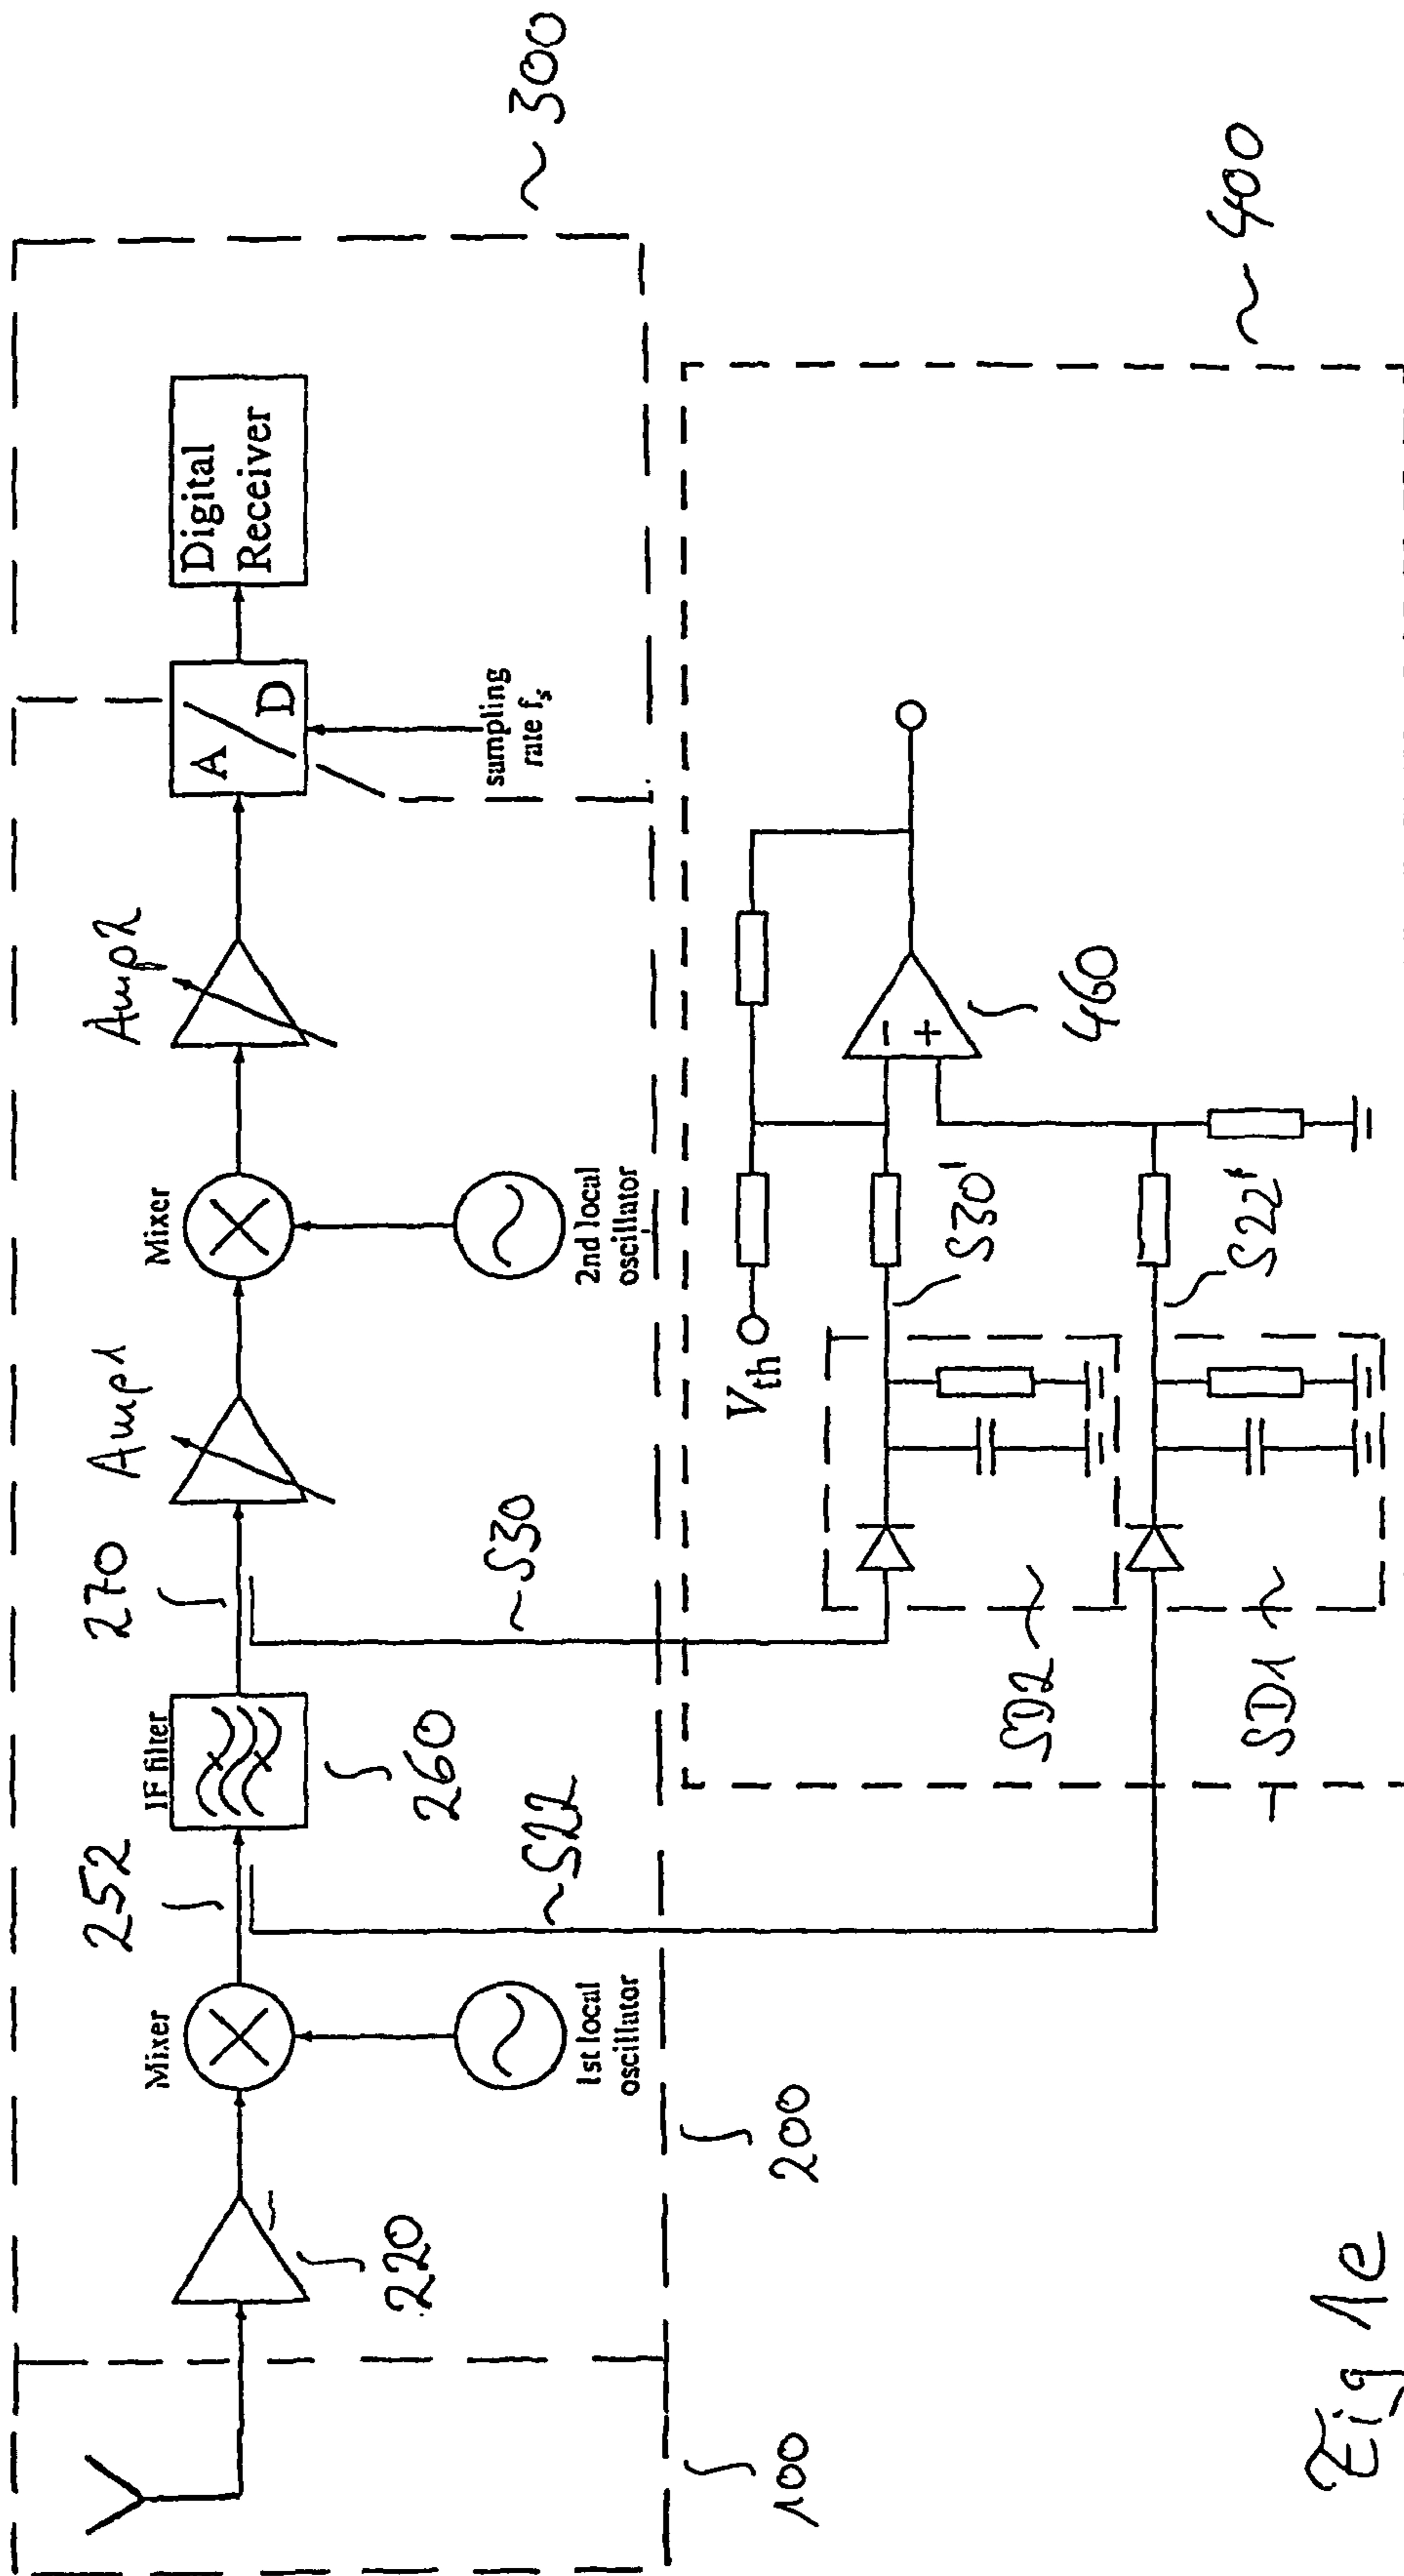 270
Amp1
Amp2
252
IF filter
Mixer
Mixer
A
D
Digital
Receiver
260
220
1st local
oscillator
2nd local
oscillator
sampling
rate fs
~S22
~S30
~300
100
200
Vth
S30'
-
+
460
SD2
SD1
S22'
~400
Fig 1e